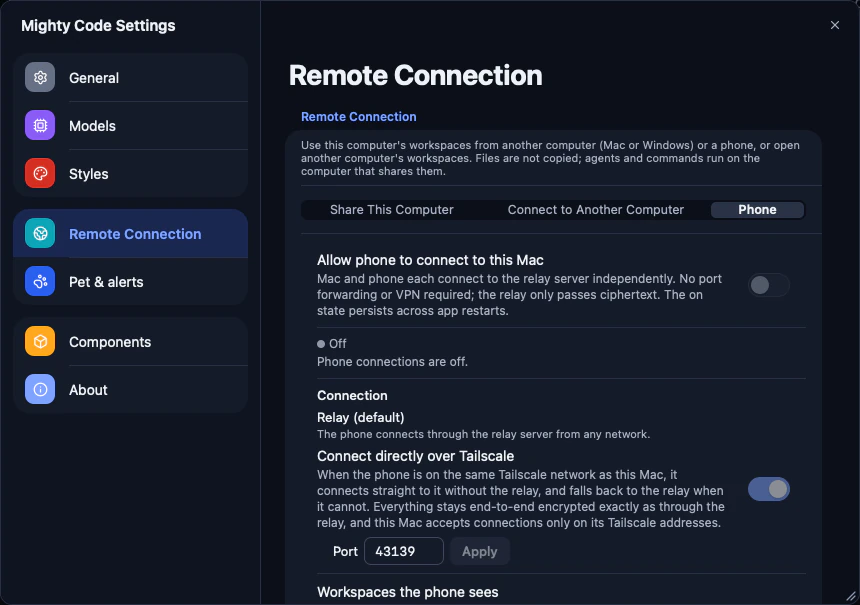 Mighty Code Settings
General
Models
Styles
Remote Connection
Pet & alerts
Components
About
Remote Connection
Remote Connection
Use this computer's workspaces from another computer (Mac or Windows) or a phone, or open
another computer's workspaces. Files are not copied; agents and commands run on the
computer that shares them.
Share This Computer
Connect to Another Computer
Phone
Allow phone to connect to this Mac
Mac and phone each connect to the relay server independently. No port
forwarding or VPN required; the relay only passes ciphertext. The on
state persists across app restarts.
Off
Phone connections are off.
Connection
Relay (default)
The phone connects through the relay server from any network.
Connect directly over Tailscale
When the phone is on the same Tailscale network as this Mac, it
connects straight to it without the relay, and falls back to the relay when
it cannot. Everything stays end-to-end encrypted exactly as through the
relay, and this Mac accepts connections only on its Tailscale addresses.
Port 43139 Apply
Workspaces the phone sees